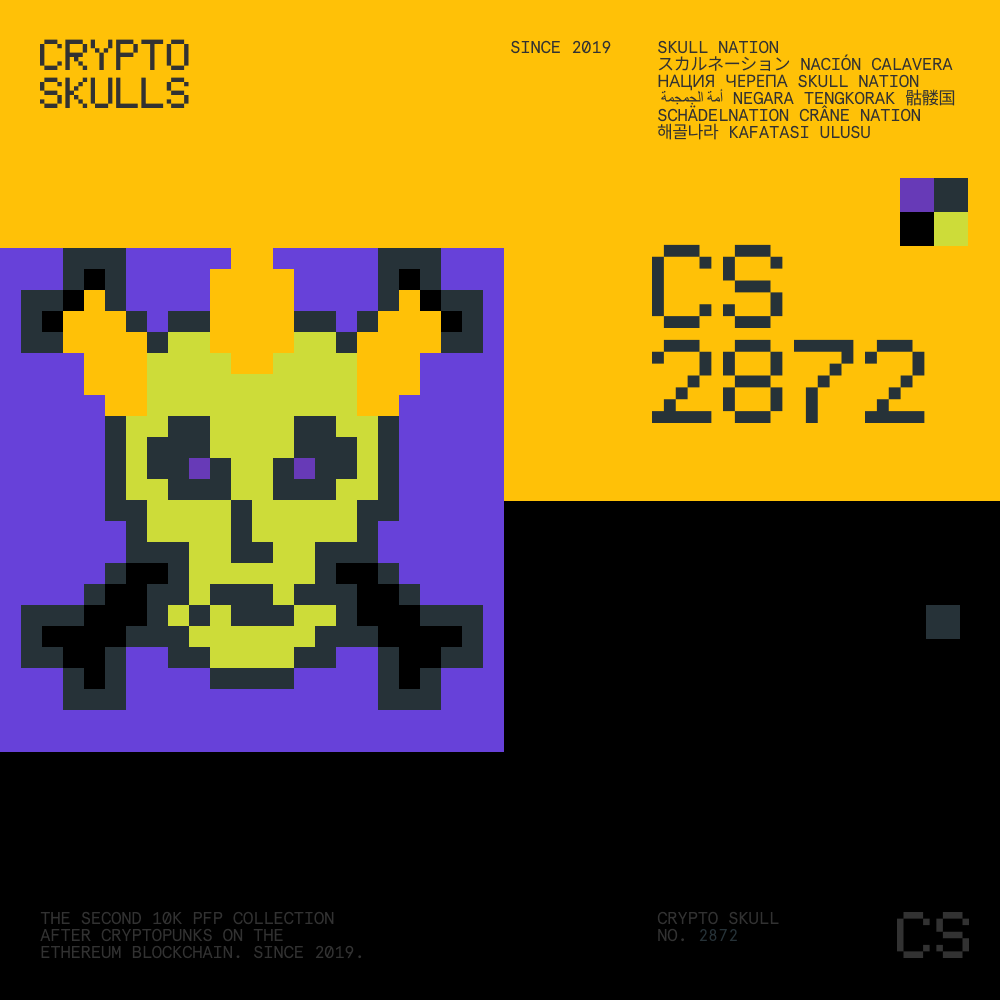 CRYPTO
SKULLS
SINCE 2019
SKULL NATION
スカルネーション NACIÓN CALAVERA
НАЦИЯ ЧЕРЕПА SKULL NATION
أمة الجمجمة NEGARA TENGKORAK 骷髅国
SCHÄDELNATION CRÂNE NATION
해골나라 KAFATASI ULUSU
CS
2872
THE SECOND 10K PFP COLLECTION
AFTER CRYPTOPUNKS ON THE
ETHEREUM BLOCKCHAIN. SINCE 2019.
CRYPTO SKULL
NO. 2872
CS